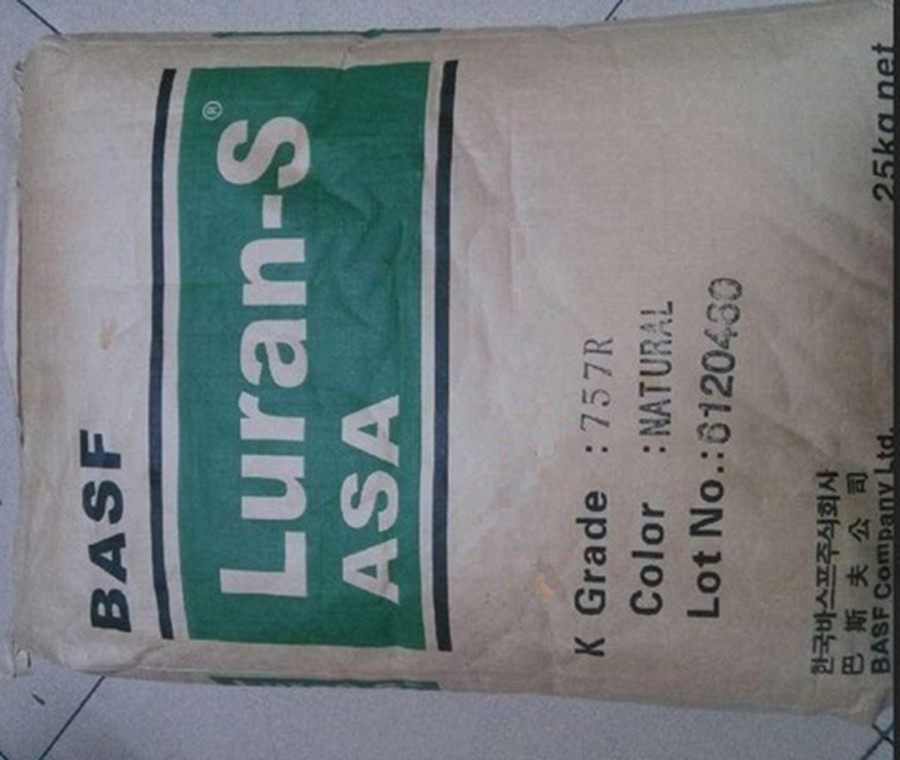 BASF
Luran-S®
ASA
K Grade : 757R
Color : NATURAL
Lot No.: 6120480
한국바스프주식회사
巴斯夫公司
BASF Company Ltd.
25kg net